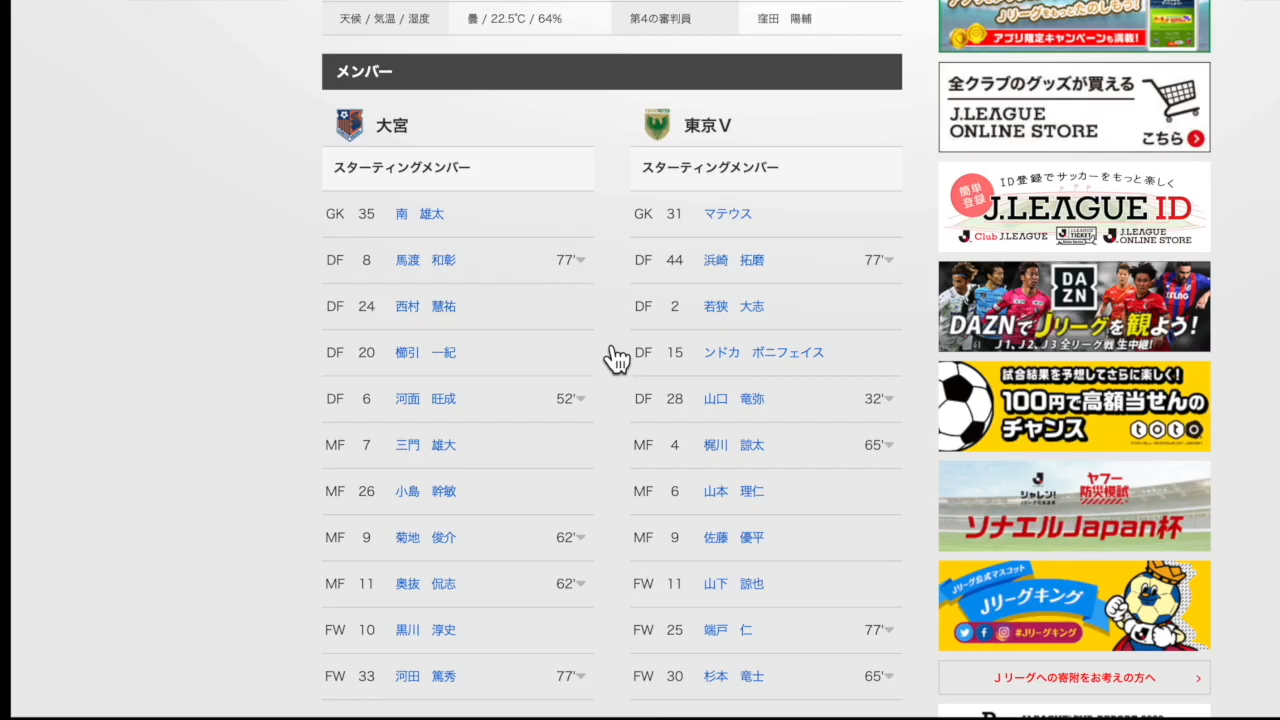 天候 / 気温 / 湿度 曇 / 22.5℃ / 64% 第4の審判員 窪田 陽輔
メンバー
大宮
スターティングメンバー
GK 35 南 雄太
DF 8 馬渡 和彰 77'
DF 24 西村 慧祐
DF 20 櫛引 一紀
DF 6 河面 旺成 52'
MF 7 三門 雄大
MF 26 小島 幹敏
MF 9 菊地 俊介 62'
MF 11 奥抜 侃志 62'
FW 10 黒川 淳史
FW 33 河田 篤秀 77'
東京V
スターティングメンバー
GK 31 マテウス
DF 44 浜崎 拓磨 77'
DF 2 若狭 大志
DF 15 ンドカ ボニフェイス
DF 28 山口 竜弥 32'
MF 4 梶川 諒太 65'
MF 6 山本 理仁
MF 9 佐藤 優平
FW 11 山下 諒也
FW 25 端戸 仁 77'
FW 30 杉本 竜士 65'
Jリーグをもっとたのしもう!
アプリ限定キャンペーンも満載!
全クラブのグッズが買える
J.LEAGUE
ONLINE STORE
こちら
簡単
登録
ID登録でサッカーをもっと楽しく
J.LEAGUE ID
Club J.LEAGUE J.LEAGUE TICKET J.LEAGUE ONLINE STORE
DAZN
DAZNでJリーグを観よう!
J1、J2、J3 全リーグ戦 生中継!
試合結果を予想してさらに楽しく!
100円で高額当せんの
チャンス
toto
シャレン!
ヤフー
防災模試
ソナエルJapan杯
Jリーグ公式マスコット
Jリーグキング
#Jリーグキング
Jリーグへの寄附をお考えの方へ